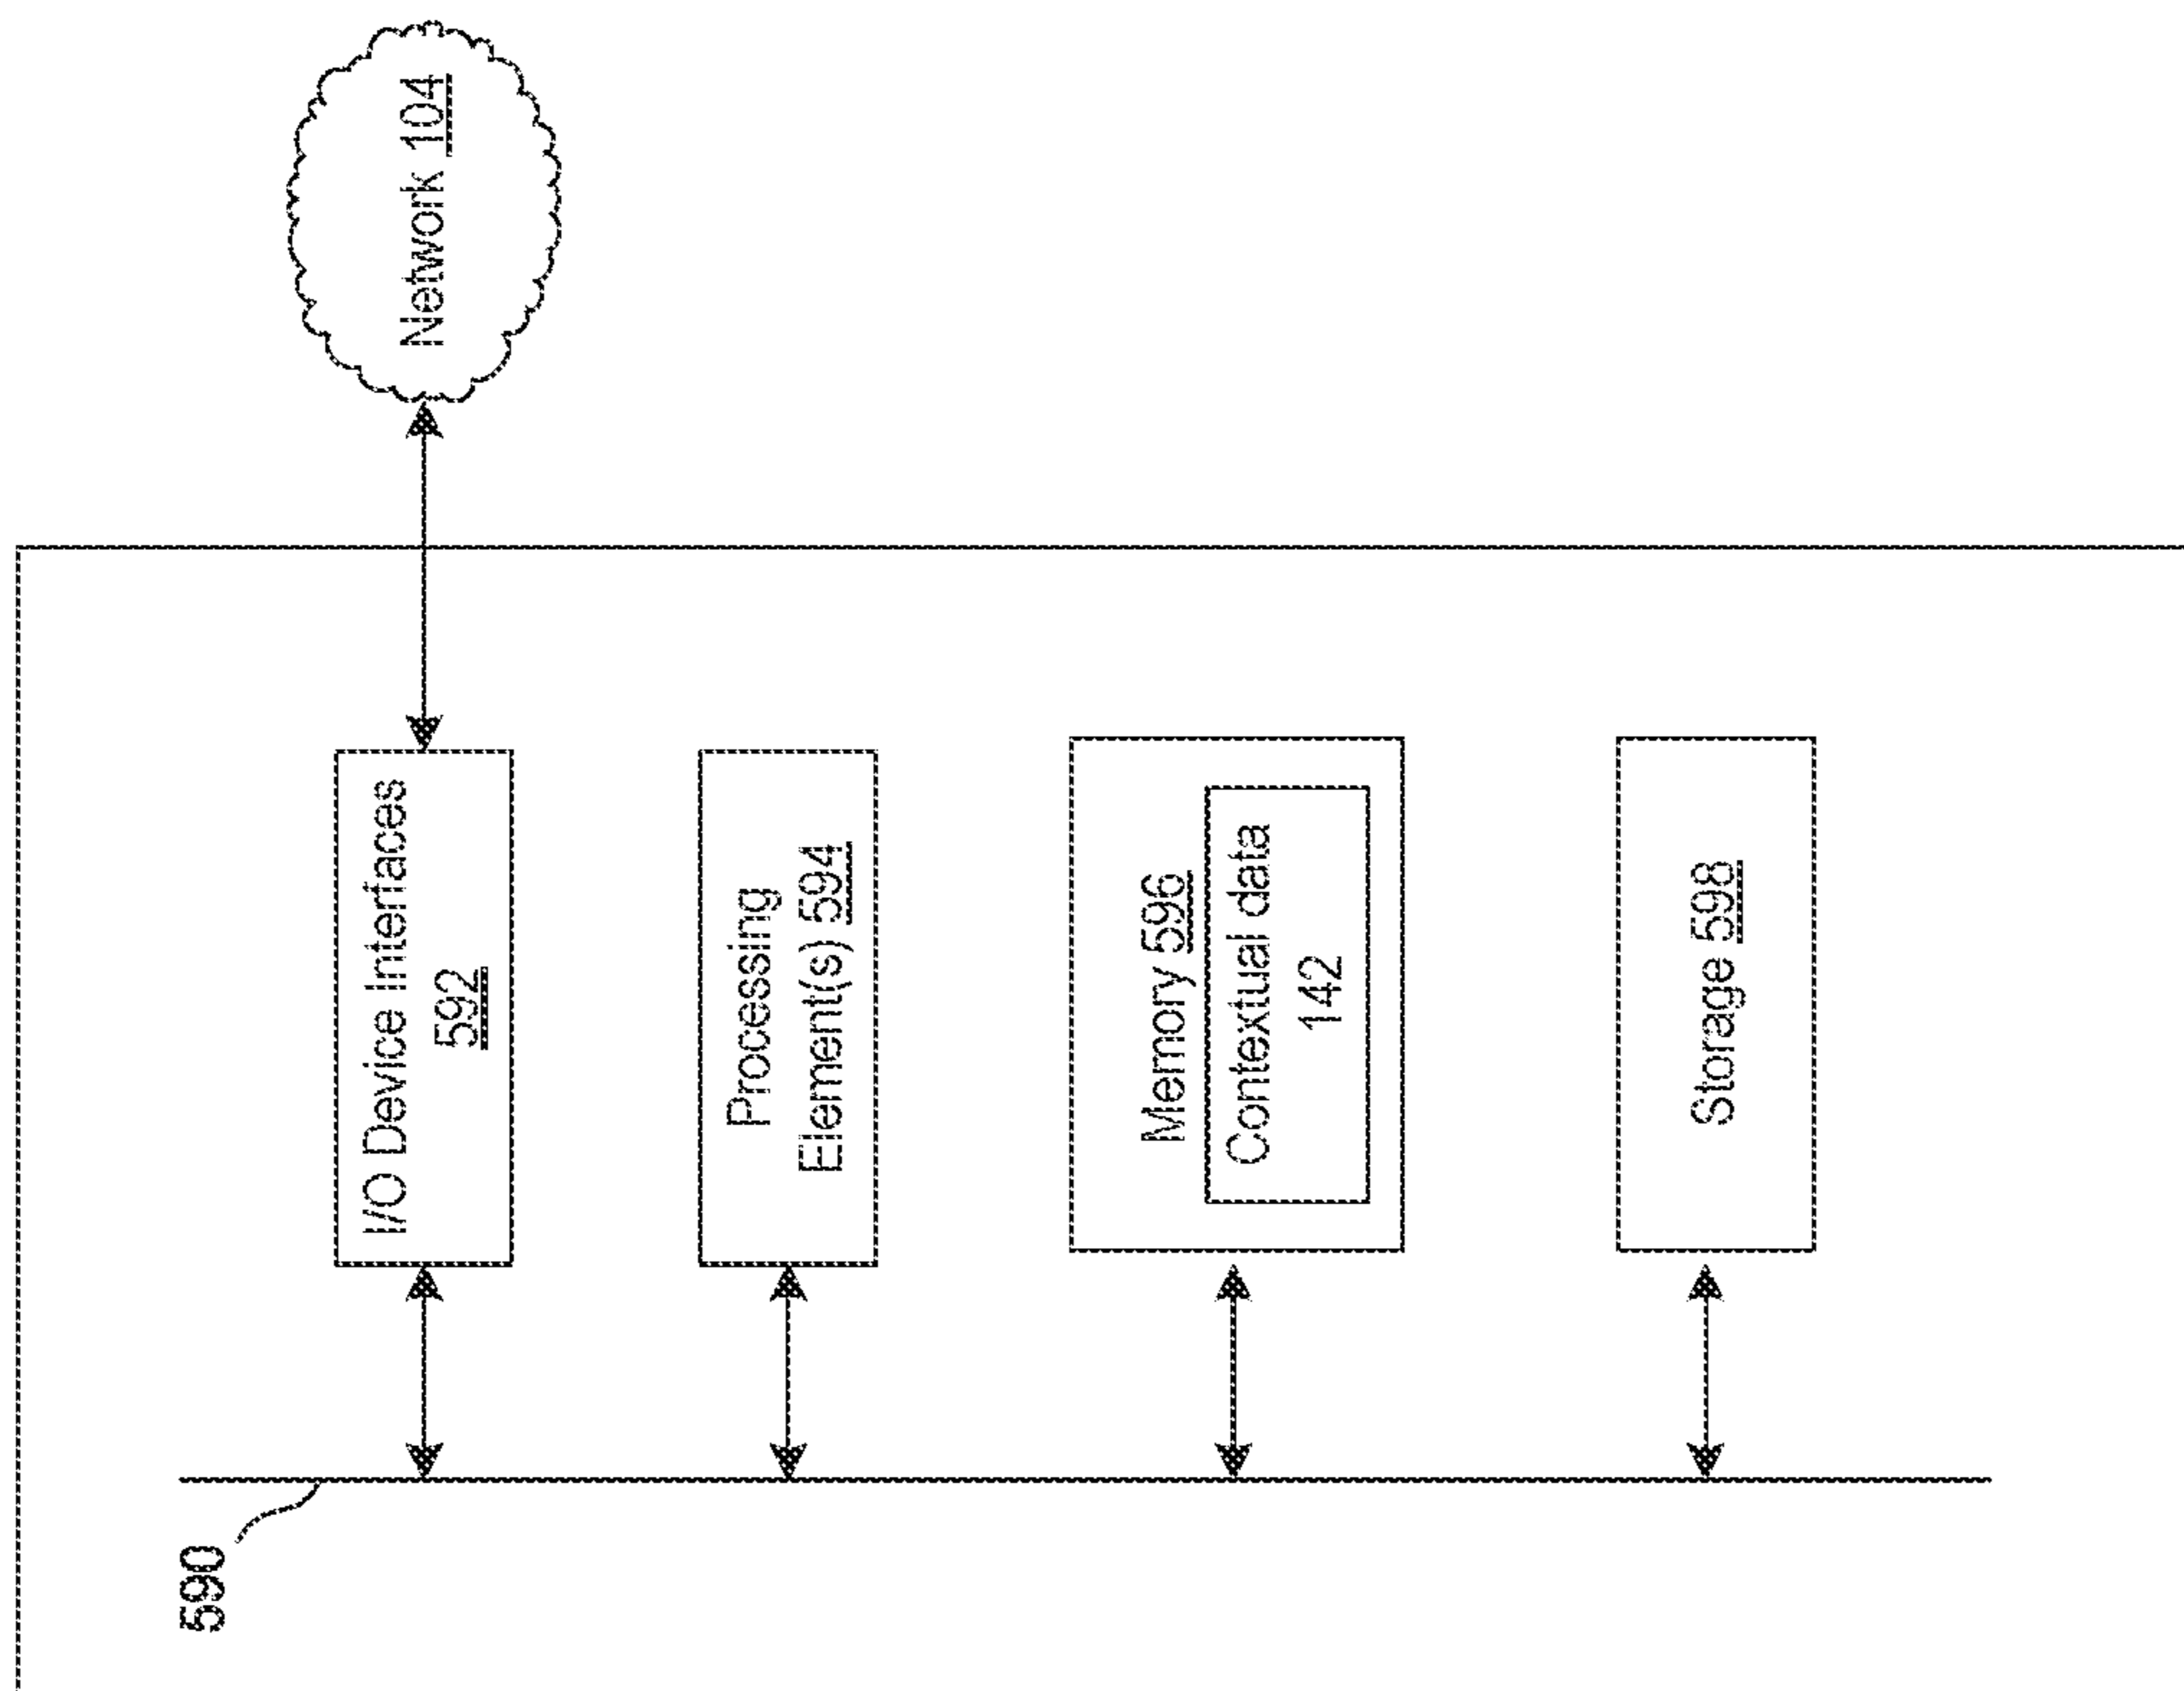 Network 104
I/O Device Interfaces
592
Processing
Element(s) 594
Memory 596
Contextual data
142
Storage 598
590